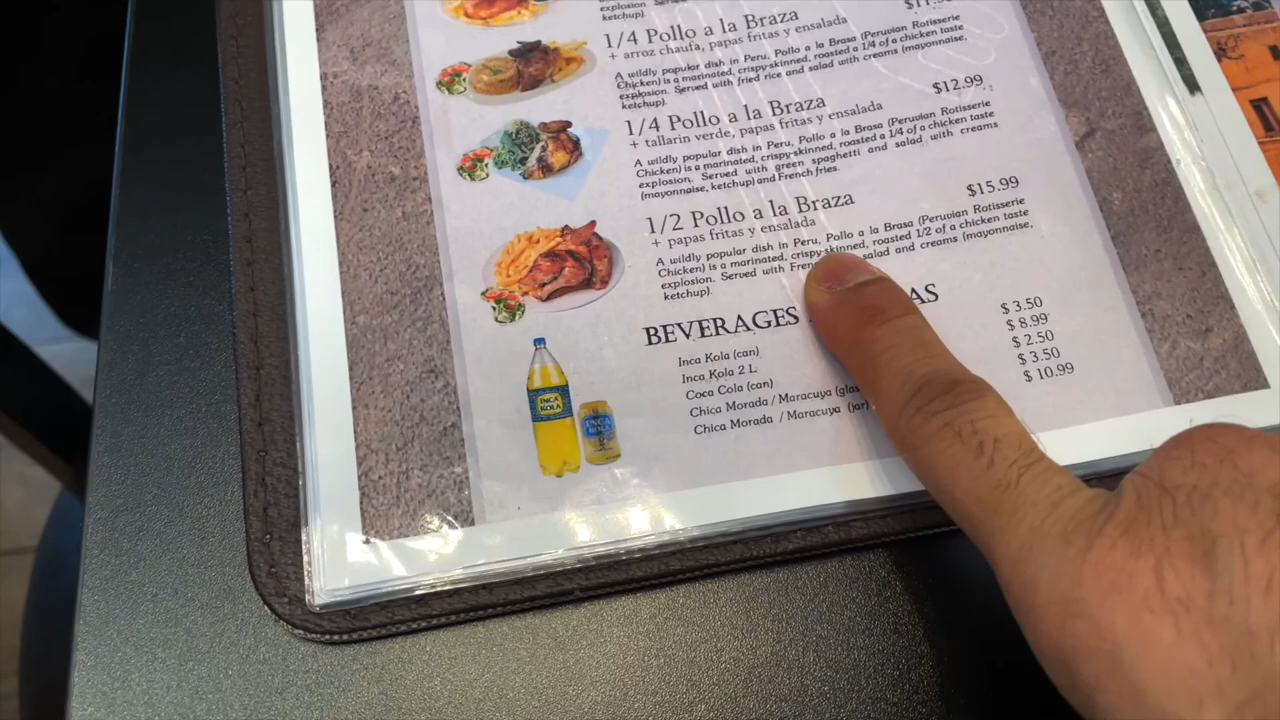 explosion. Served
ketchup).
1/4 Pollo a la Braza
+ arroz chaufa, papas fritas y ensalada
A wildly popular dish in Peru, Pollo a la Brasa (Peruvian Rotisserie
Chicken) is a marinated, crispy-skinned, roasted a 1/4 of a chicken taste
explosion. Served with fried rice and salad with creams (mayonnaise,
ketchup).
1/4 Pollo a la Braza $12.99
+ tallarin verde, papas fritas y ensalada
A wildly popular dish in Peru, Pollo a la Brasa (Peruvian Rotisserie
Chicken) is a marinated, crispy-skinned, roasted a 1/4 of a chicken taste
explosion. Served with green spaghetti and salad with creams
(mayonnaise, ketchup) and French fries.
1/2 Pollo a la Braza $15.99
+ papas fritas y ensalada
A wildly popular dish in Peru, Pollo a la Brasa (Peruvian Rotisserie
Chicken) is a marinated, crispy-skinned, roasted 1/2 of a chicken taste
explosion. Served with salad and creams (mayonnaise,
ketchup).
BEVERAGES
Inca Kola (can) $ 3.50
Inca Kola 2 L $ 8.99
Coca Cola (can) $ 2.50
Chica Morada / Maracuya $ 3.50
Chica Morada / Maracuya (jar) $ 10.99
INCA
KOLA
INCA
KOLA